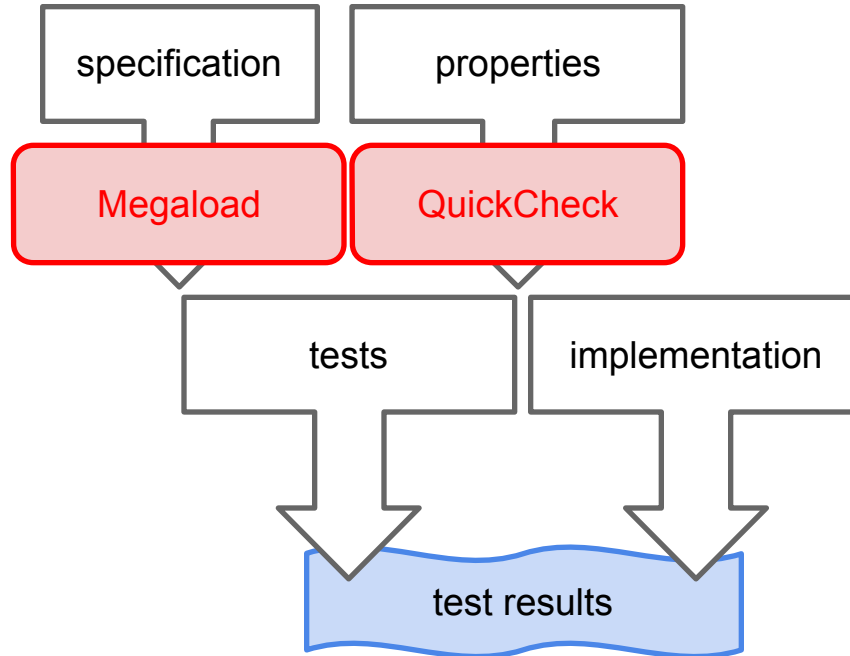 specification
properties
Megaload
QuickCheck
tests
implementation
test results